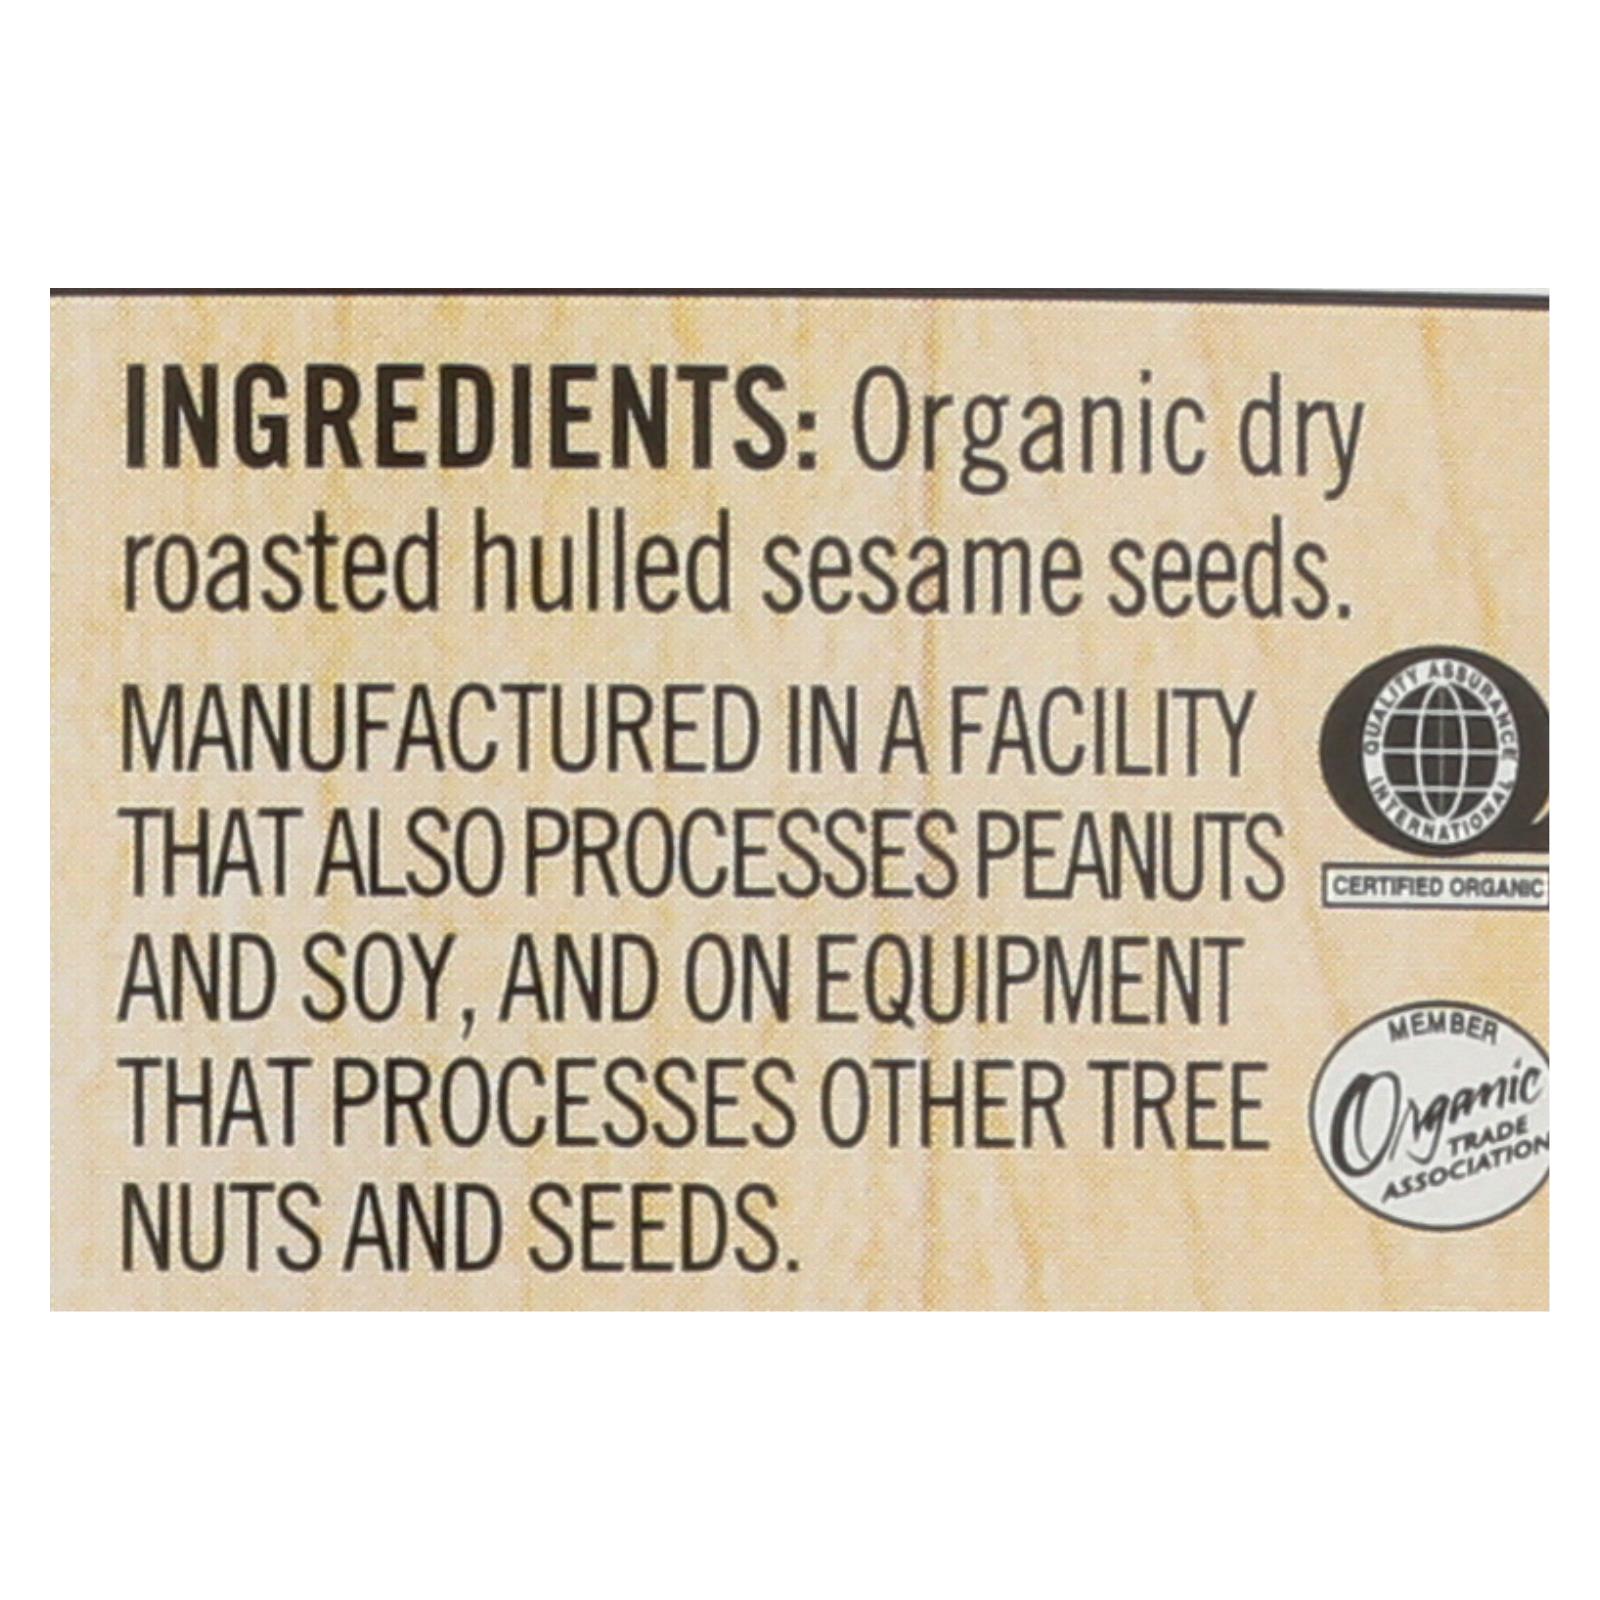 INGREDIENTS: Organic dry
roasted hulled sesame seeds.
MANUFACTURED IN A FACILITY
THAT ALSO PROCESSES PEANUTS
AND SOY, AND ON EQUIPMENT
THAT PROCESSES OTHER TREE
NUTS AND SEEDS.
QUALITY ASSURANCE
INTERNATIONAL
CERTIFIED ORGANIC
MEMBER
Organic
TRADE
ASSOCIATION